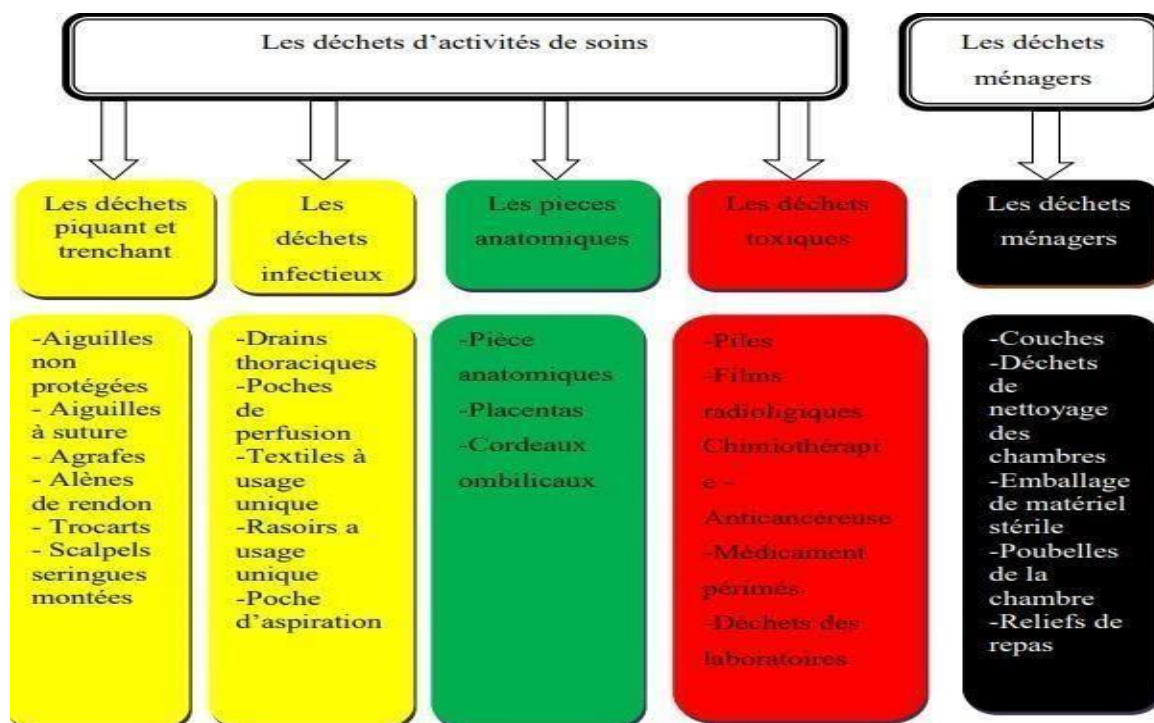 Les déchets d’activités de soins
Les déchets
ménagers
Les déchets
piquant et
trenchant
Les
déchets
infectieux
Les pieces
anatomiques
Les déchets
toxiques
Les déchets
ménagers
-Aiguilles
non
protégées
- Aiguilles
à suture
- Agrafes
- Alènes
de rendon
- Trocarts
- Scalpels
seringues
montées
-Drains
thoraciques
-Poches
de
perfusion
-Textiles à
usage
unique
-Rasoirs a
usage
unique
-Poche
d’aspiration
-Pièce
anatomiques
-Placentas
-Cordeaux
ombilicaux
-Piles
-Films
radioligiques
Chimiothérapi
e –
Anticancéreuse
-Médicament
périmés.
-Déchets des
laboratoires
-Couches
-Déchets
de
nettoyage
des
chambres
-Emballage
de matériel
stérile
-Poubelles
de la
chambre
-Reliefs de
repas